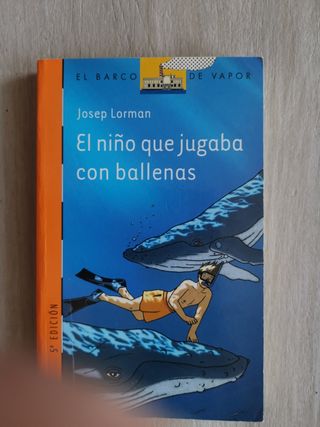 EL BARCO DE VAPOR
Josep Lorman
El niño que jugaba
con ballenas
5ª EDICIÓN